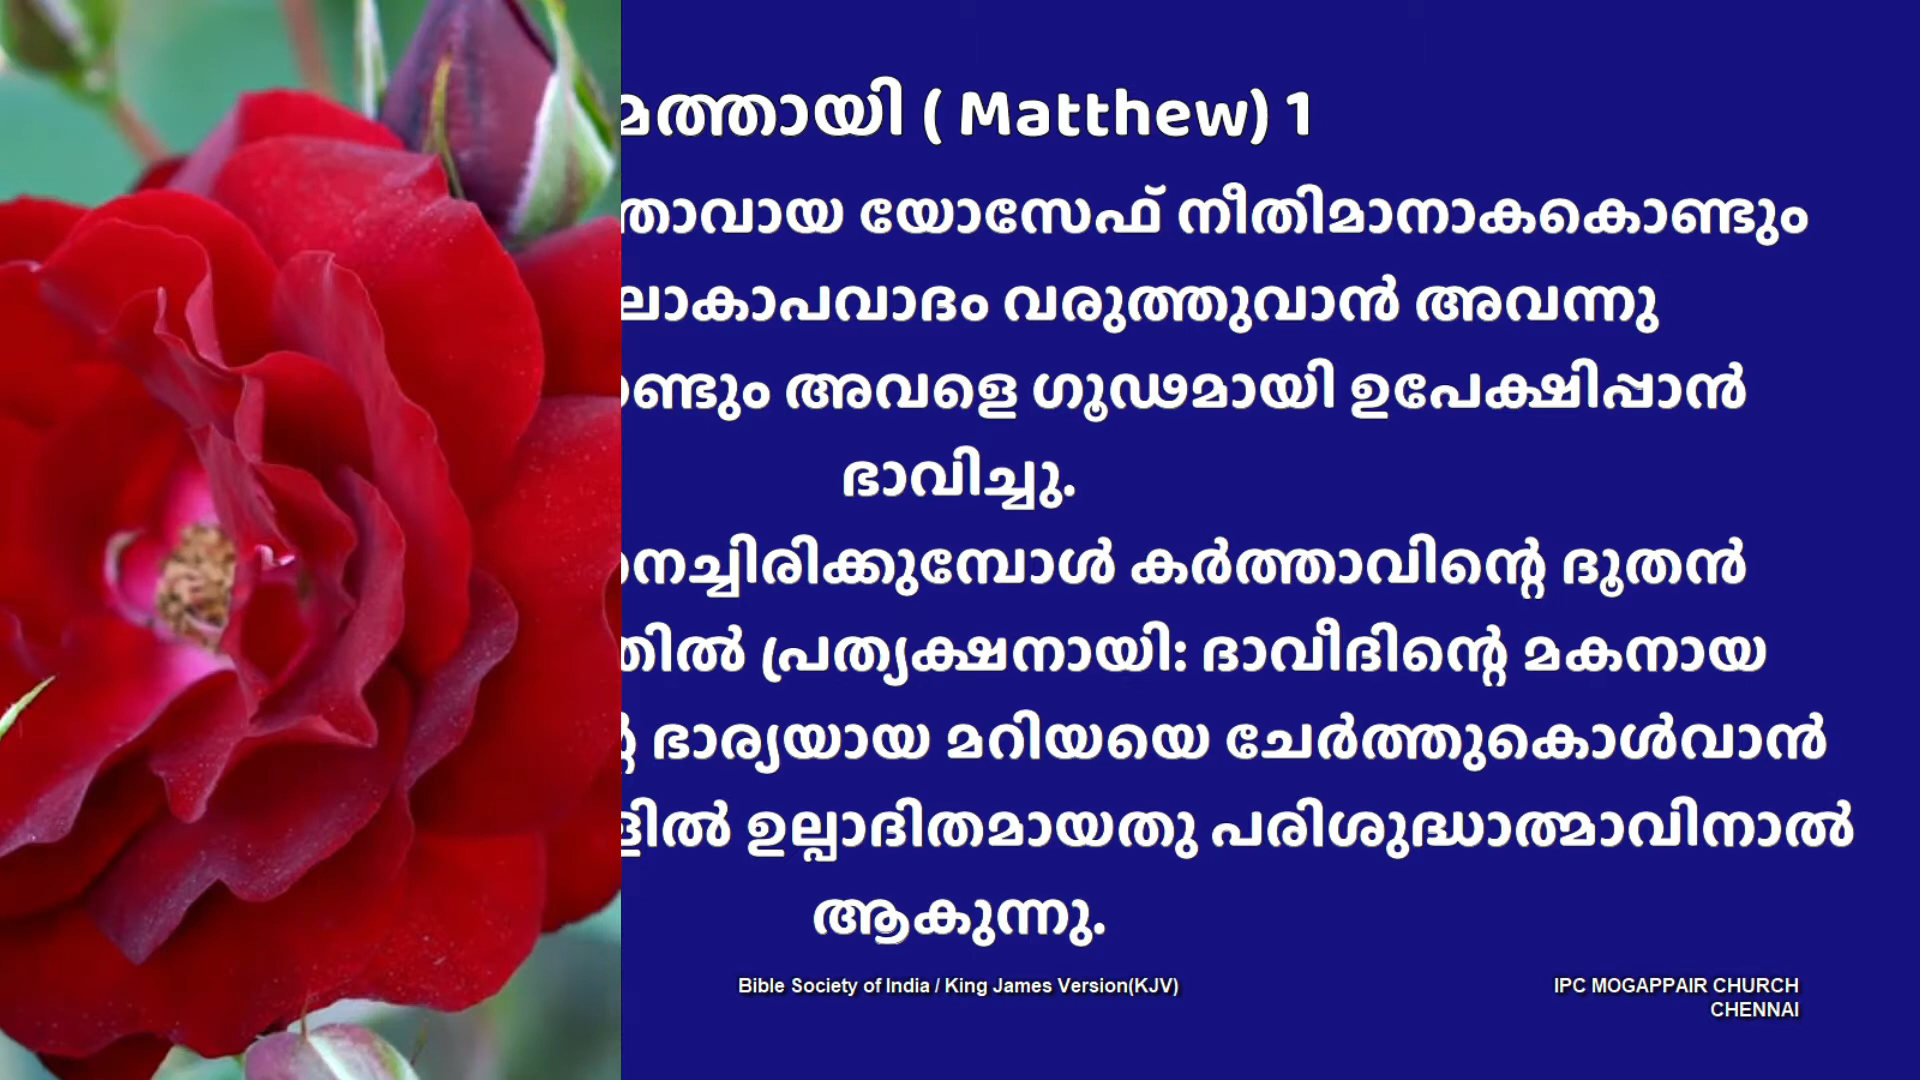 മത്തായി ( Matthew) 1
യോസേഫ് നീതിമാനാകകൊണ്ടും
വരുത്തുവാൻ അവന്നു
അവളെ ഗൂഢമായി ഉപേക്ഷിപ്പാൻ
ഭാവിച്ചു.
കർത്താവിന്റെ ദൂതൻ
പ്രത്യക്ഷനായി: ദാവീദിന്റെ മകനായ
ഭാര്യയായ മറിയയെ ചേർത്തുകൊൾവാൻ
ഉല്പാദിതമായതു പരിശുദ്ധാത്മാവിനാൽ
ആകുന്നു.
Bible Society of India / King James Version(KJV)
IPC MOGAPPAIR CHURCH
CHENNAI